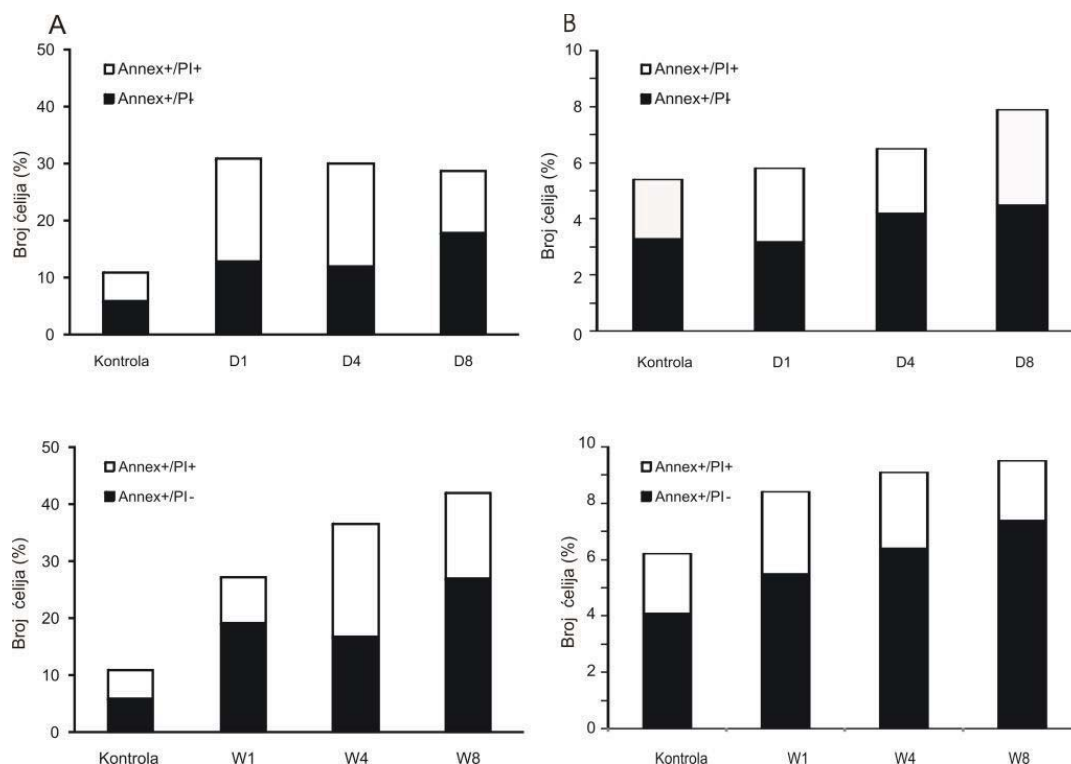 A
50
40
30
20
10
0
Broj ćelija (%)
Annex+/PI+
Annex+/PI-
Kontrola D1 D4 D8
B
10
8
6
4
2
0
Broj ćelija (%)
Annex+/PI+
Annex+/PI-
Kontrola D1 D4 D8
50
40
30
20
10
0
Broj ćelija (%)
Annex+/PI+
Annex+/PI-
Kontrola W1 W4 W8
10
8
6
4
2
0
Broj ćelija (%)
Annex+/PI+
Annex+/PI-
Kontrola W1 W4 W8